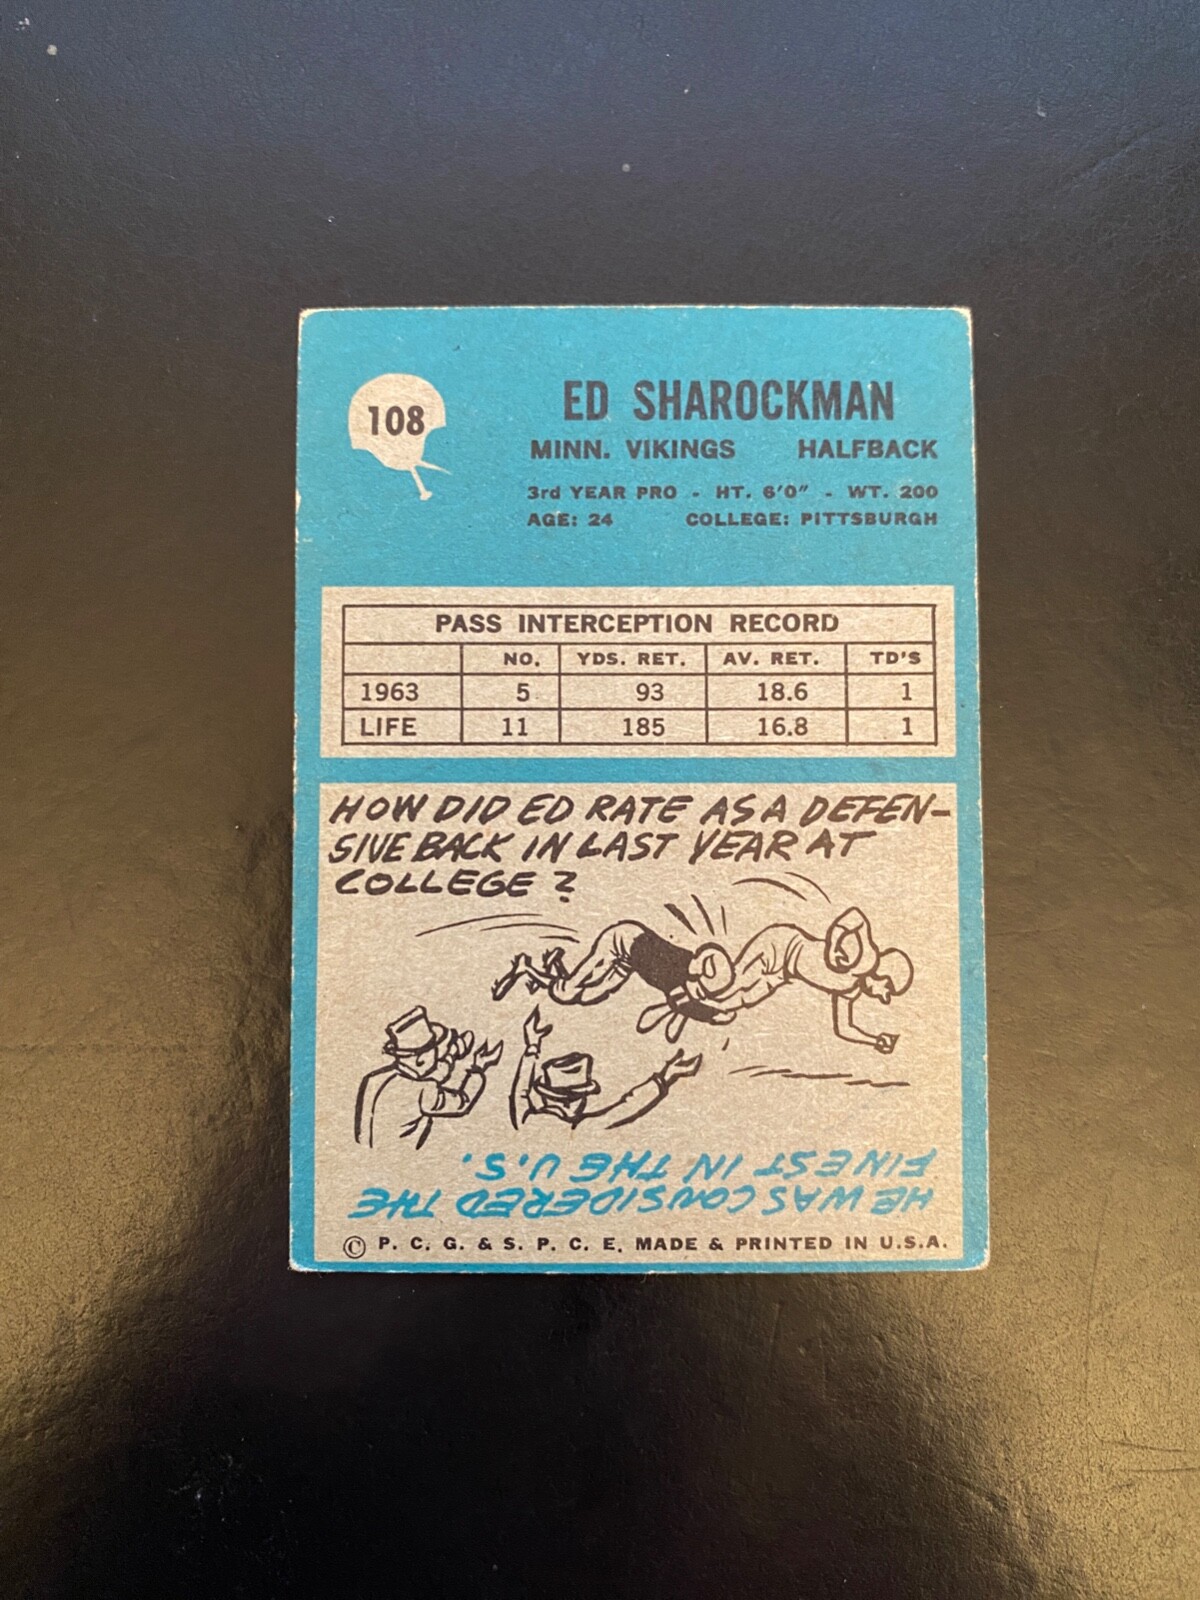 108
ED SHAROCKMAN
MINN. VIKINGS HALFBACK
3rd YEAR PRO - HT. 6'0" - WT. 200
AGE: 24 COLLEGE: PITTSBURGH
PASS INTERCEPTION RECORD
NO. YDS. RET. AV. RET. TD'S
1963 5 93 18.6 1
LIFE 11 185 16.8 1
HOW DID ED RATE AS A DEFEN-
SIVE BACK IN LAST YEAR AT
COLLEGE?
HE WAS CONSIDERED THE
FINEST IN THE U.S.
© P. C. G. & S. P. C. E. MADE & PRINTED IN U.S.A.